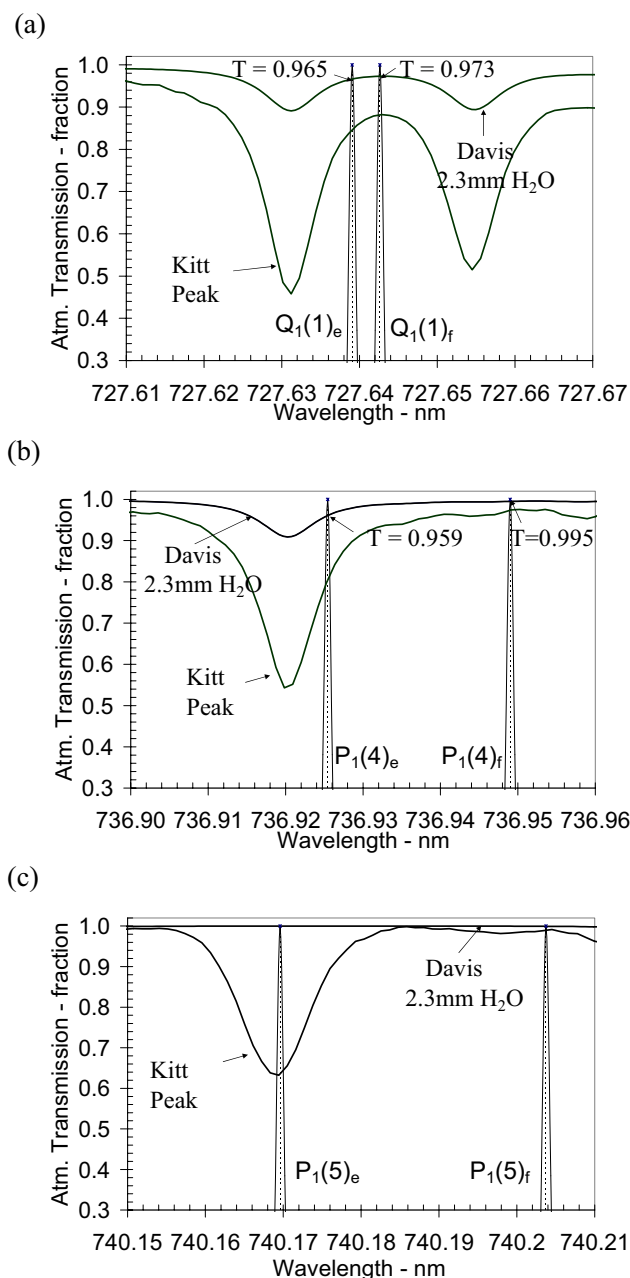 (a)
Atm. Transmission - fraction
1.0
0.9
0.8
0.7
0.6
0.5
0.4
0.3
T = 0.965
T = 0.973
Davis
2.3mm H₂O
Kitt
Peak
Q₁(1)ₑ
Q₁(1)f
727.61 727.62 727.63 727.64 727.65 727.66 727.67
Wavelength - nm
(b)
Atm. Transmission - fraction
1.0
0.9
0.8
0.7
0.6
0.5
0.4
0.3
Davis
2.3mm H₂O
T = 0.959
T=0.995
Kitt
Peak
P₁(4)ₑ
P₁(4)f
736.90 736.91 736.92 736.93 736.94 736.95 736.96
Wavelength - nm
(c)
Atm. Transmission - fraction
1.0
0.9
0.8
0.7
0.6
0.5
0.4
0.3
Davis
2.3mm H₂O
Kitt
Peak
P₁(5)ₑ
P₁(5)f
740.15 740.16 740.17 740.18 740.19 740.2 740.21
Wavelength - nm